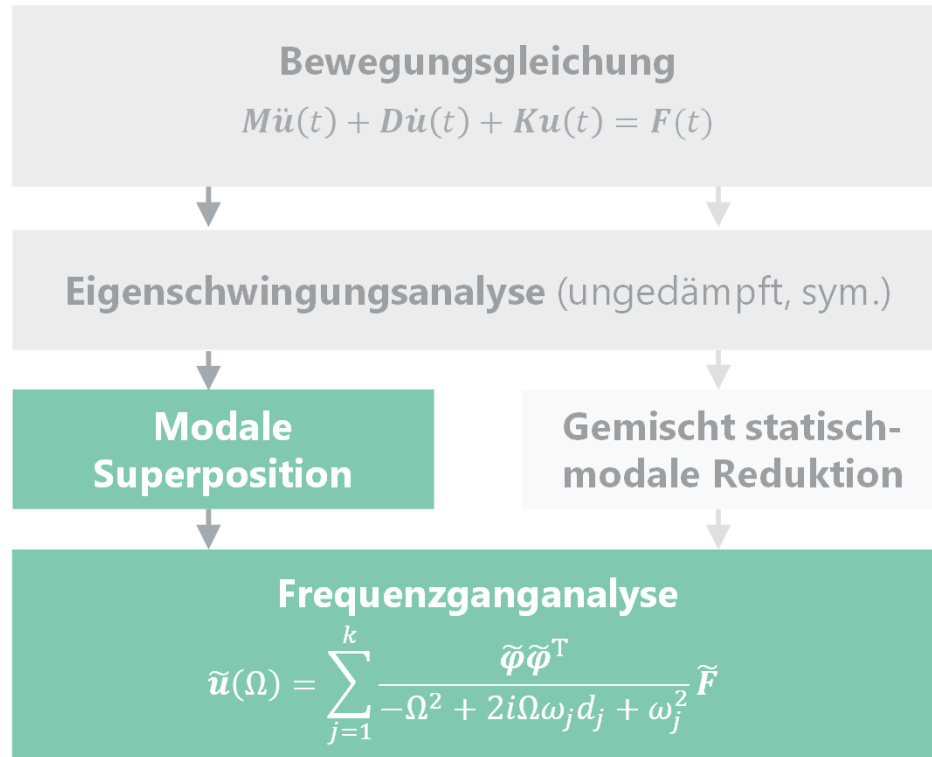 Bewegungsgleichung
Mü(t) + Du̇(t) + Ku(t) = F(t)
Eigenschwingungsanalyse (ungedämpft, sym.)
Modale
Superposition
Gemischt statisch-
modale Reduktion
Frequenzganganalyse
ũ(Ω) = ∑_{j=1}^{k} \frac{φ̃φ̃^T}{-Ω² + 2iΩω_j d_j + ω_j²} F̃